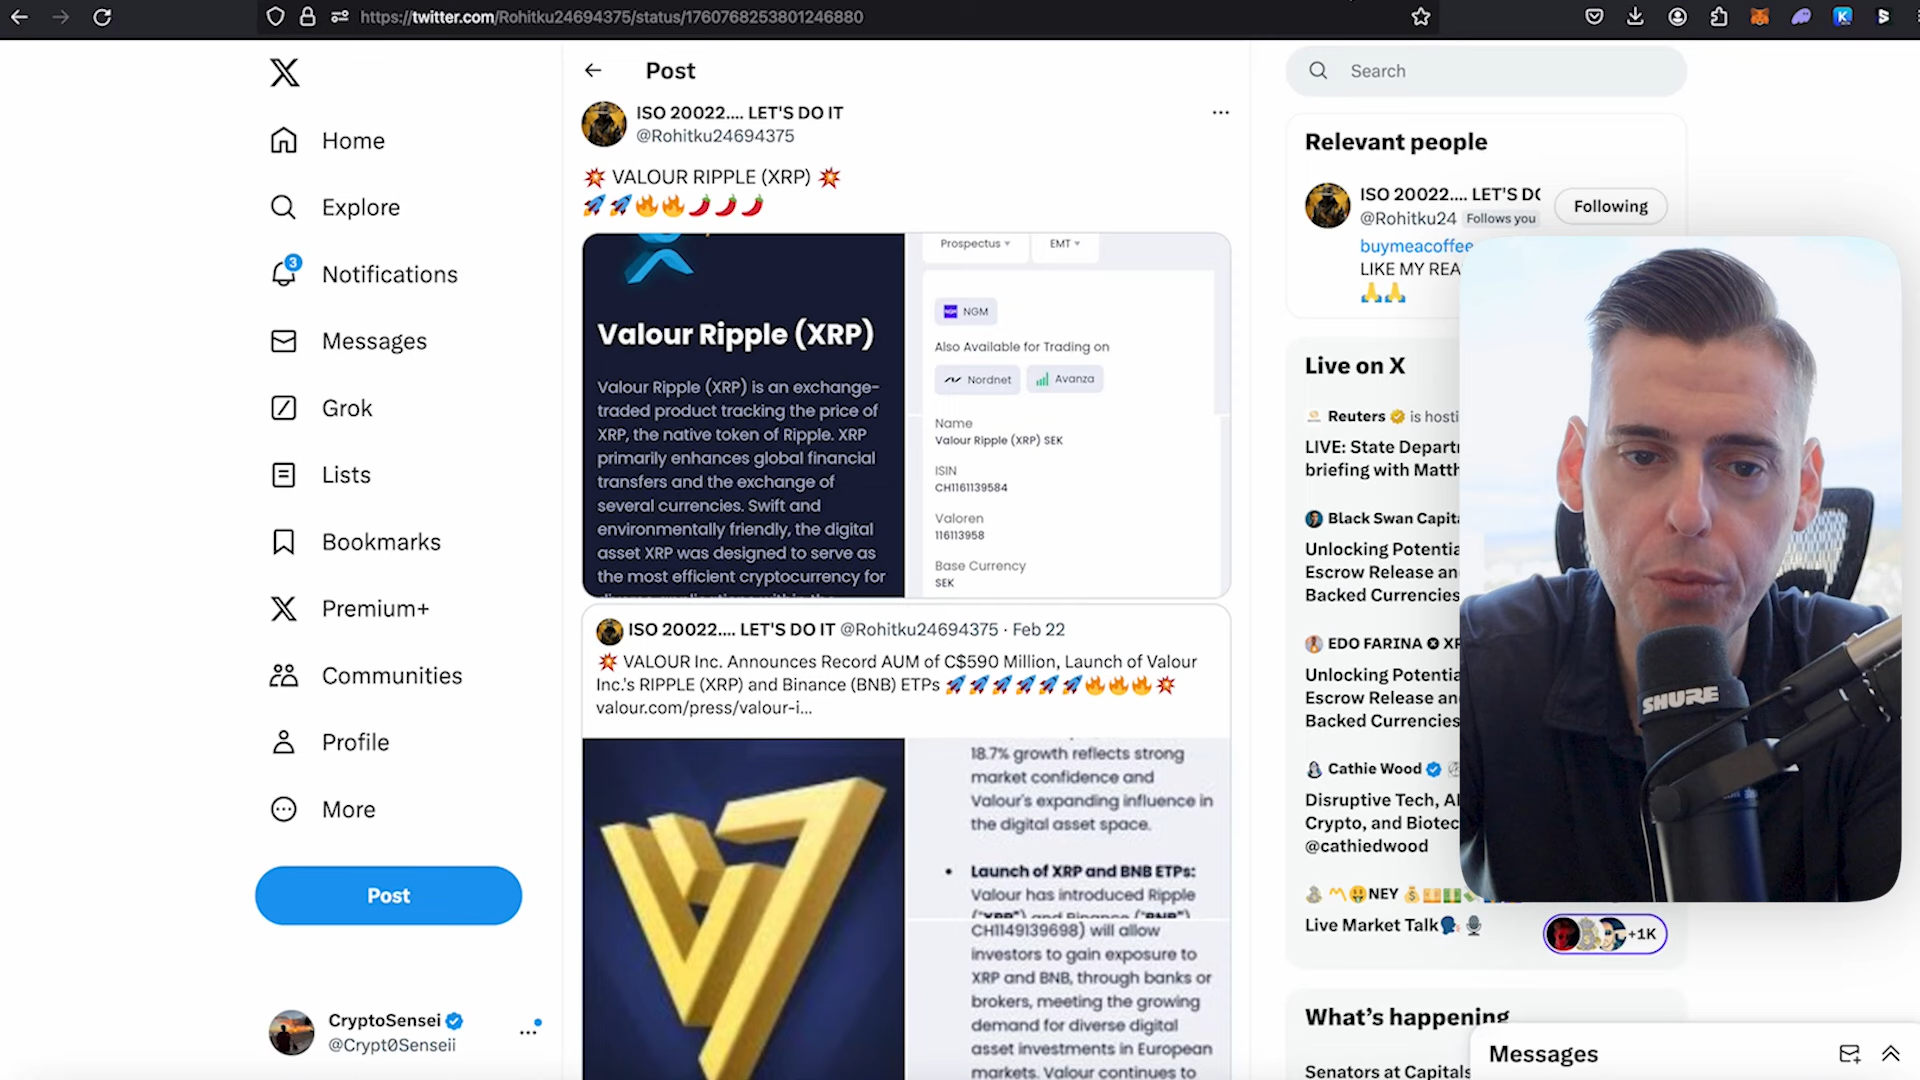 https://twitter.com/Rohitku24694375/status/1760768253801246880
Home
Explore
3
Notifications
Messages
Grok
Lists
Bookmarks
Premium+
Communities
Profile
More
Post
CryptoSensei
@Crypt0Senseii
Post
ISO 20022.... LET'S DO IT
@Rohitku24694375
💥 VALOUR RIPPLE (XRP) 💥
🚀🚀🔥🔥🌶️🌶️🌶️
Valour Ripple (XRP)
Valour Ripple (XRP) is an exchange-
traded product tracking the price of
XRP, the native token of Ripple. XRP
primarily enhances global financial
transfers and the exchange of
several currencies. Swift and
environmentally friendly, the digital
asset XRP was designed to serve as
the most efficient cryptocurrency for
Prospectus
EMT
NGM
Also Available for Trading on
Nordnet
Avanza
Name
Valour Ripple (XRP) SEK
ISIN
CH1161139584
Valoren
116113958
Base Currency
SEK
ISO 20022.... LET'S DO IT @Rohitku24694375 · Feb 22
💥 VALOUR Inc. Announces Record AUM of C$590 Million, Launch of Valour
Inc.'s RIPPLE (XRP) and Binance (BNB) ETPs 🚀🚀🚀🚀🚀🚀🔥🔥🔥💥
valour.com/press/valour-i...
18.7% growth reflects strong
market confidence and
Valour's expanding influence in
the digital asset space.
• Launch of XRP and BNB ETPs:
Valour has introduced Ripple
("XRP") and Binance ("BNB")
CH1149139698) will allow
investors to gain exposure to
XRP and BNB, through banks or
brokers, meeting the growing
demand for diverse digital
asset investments in European
markets. Valour continues to
Search
Relevant people
ISO 20022.... LET'S DO
@Rohitku24 Follows you
Following
buymeacoffee
LIKE MY REA
🙏🙏
Live on X
Reuters is hosti
LIVE: State Depart
briefing with Matth
Black Swan Capita
Unlocking Potentia
Escrow Release an
Backed Currencies
EDO FARINA XR
Unlocking Potentia
Escrow Release an
Backed Currencies
Cathie Wood
Disruptive Tech, AI
Crypto, and Biotec
@cathiedwood
NEY
Live Market Talk
+1K
What's happening
Senators at Capitals
Messages
SHURE